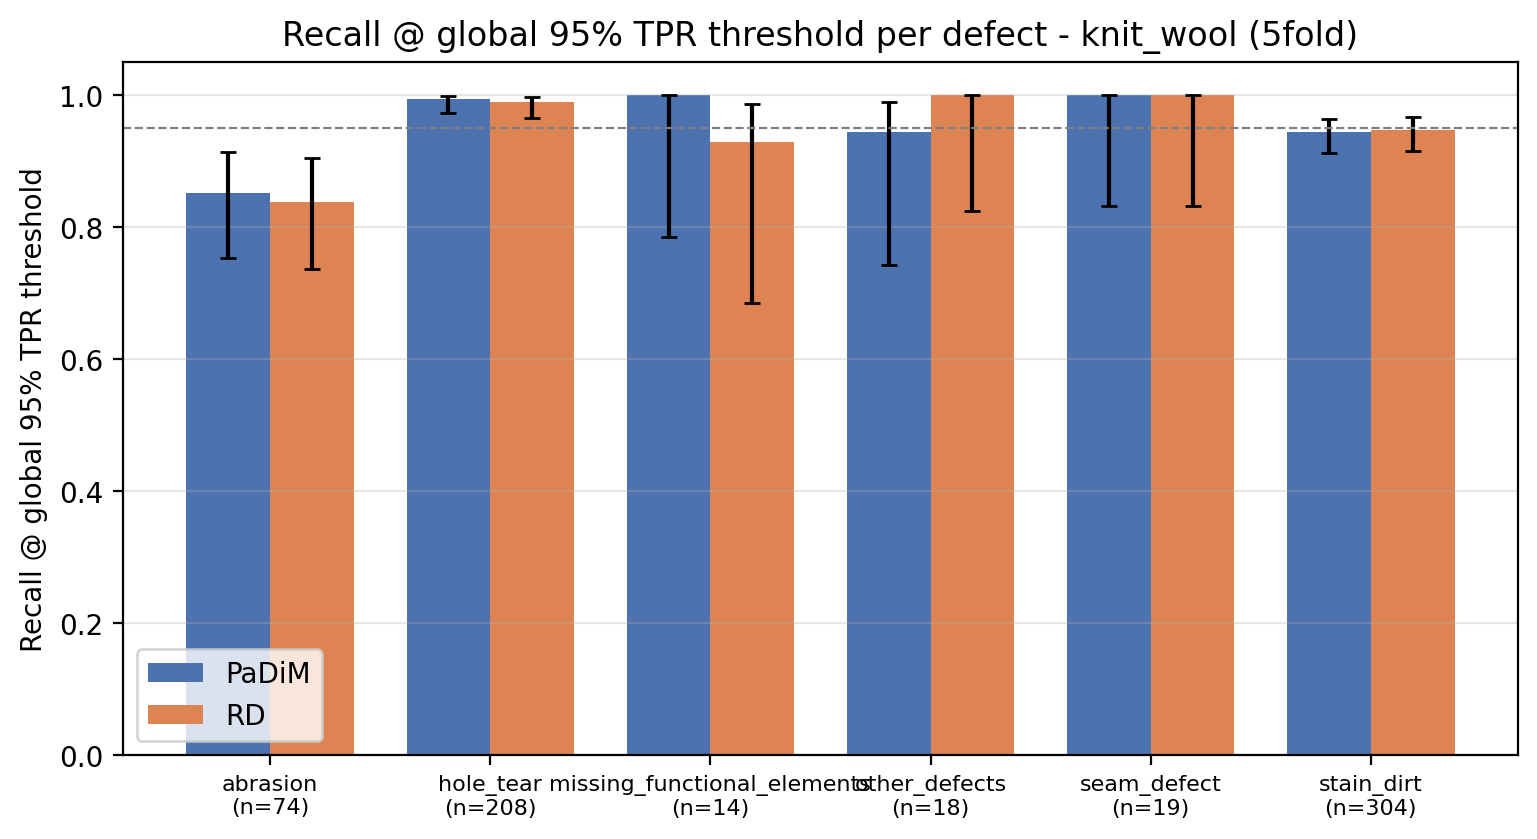 Recall @ global 95% TPR threshold per defect - knit_wool (5fold)
Recall @ global 95% TPR threshold
1.0
0.8
0.6
0.4
0.2
0.0
PaDiM
RD
abrasion
(n=74)
hole_tear
(n=208)
missing_functional_elements
(n=14)
other_defects
(n=18)
seam_defect
(n=19)
stain_dirt
(n=304)